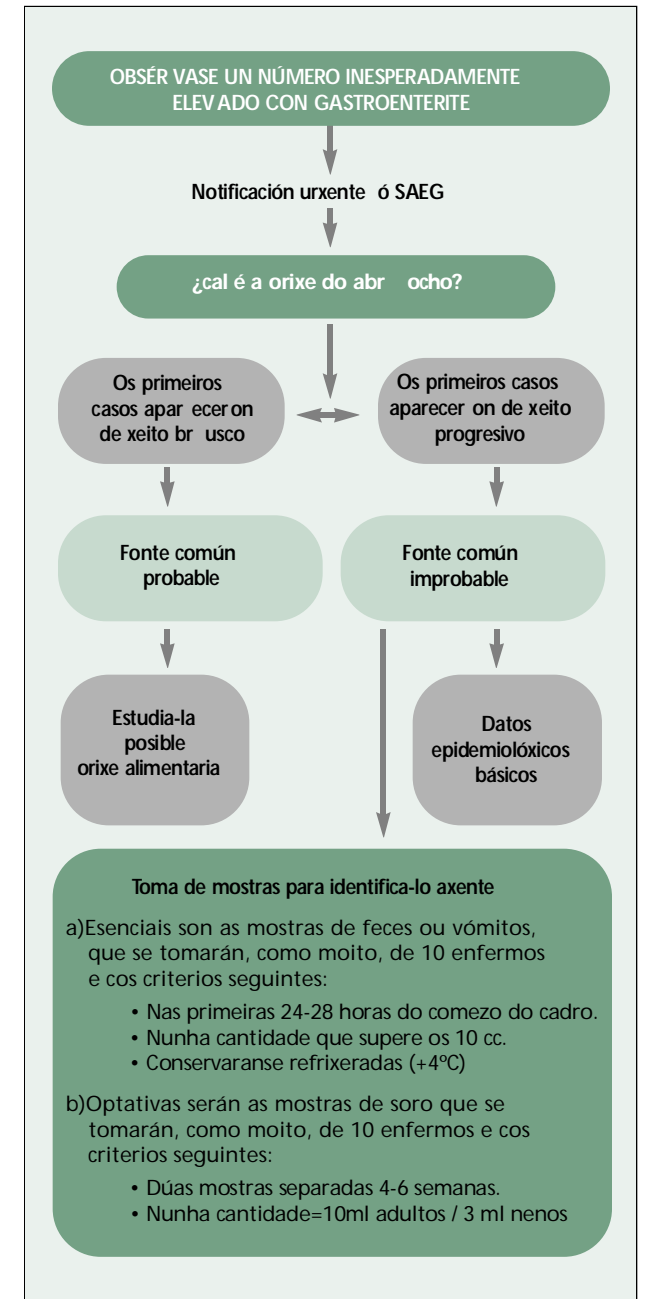 OBSÉR VASE UN NÚMERO INESPERADAMENTE
ELEVADO CON GASTROENTERITE
Notificación urxente ó SAEG
¿cal é a orixe do abr ocho?
Os primeiros
casos apar eceron
de xeito br usco
Os primeiros casos
aparecer on de xeito
progresivo
Fonte común
probable
Fonte común
improbable
Estudia-la
posible
orixe alimentaria
Datos
epidemiolóxicos
básicos
Toma de mostras para identifica-lo axente
a)Esenciais son as mostras de feces ou vómitos,
que se tomarán, como moito, de 10 enfermos
e cos criterios seguintes:
• Nas primeiras 24-28 horas do comezo do cadro.
• Nunha cantidade que supere os 10 cc.
• Conservaranse refrixeradas (+4ºC)
b)Optativas serán as mostras de soro que se
tomarán, como moito, de 10 enfermos e cos
criterios seguintes:
• Dúas mostras separadas 4-6 semanas.
• Nunha cantidade=10ml adultos / 3 ml nenos